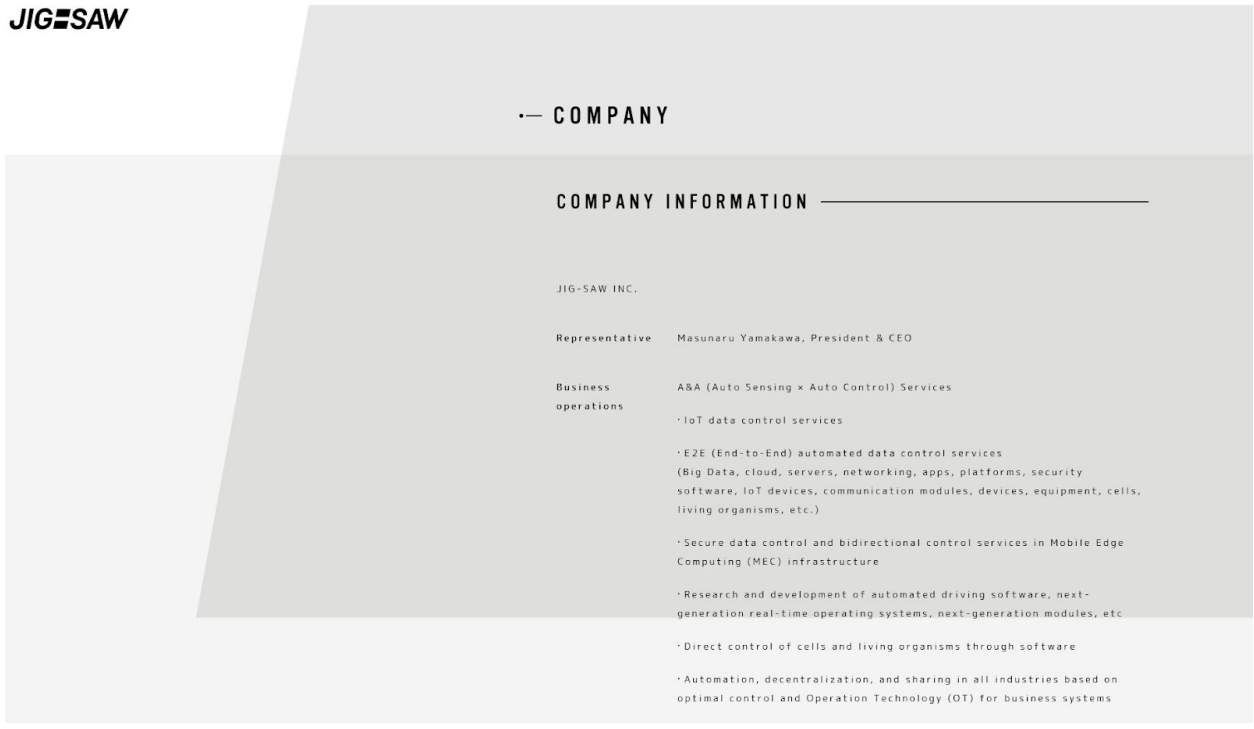 JIG-SAW
COMPANY
COMPANY INFORMATION
JIG-SAW INC.
Representative Masunaru Yamakawa, President & CEO
Business operations A&A (Auto Sensing × Auto Control) Services
・IoT data control services
・E2E (End-to-End) automated data control services
(Big Data, cloud, servers, networking, apps, platforms, security
software, IoT devices, communication modules, devices, equipment, cells,
living organisms, etc.)
・Secure data control and bidirectional control services in Mobile Edge
Computing (MEC) infrastructure
・Research and development of automated driving software, next-
generation real-time operating systems, next-generation modules, etc
・Direct control of cells and living organisms through software
・Automation, decentralization, and sharing in all industries based on
optimal control and Operation Technology (OT) for business systems